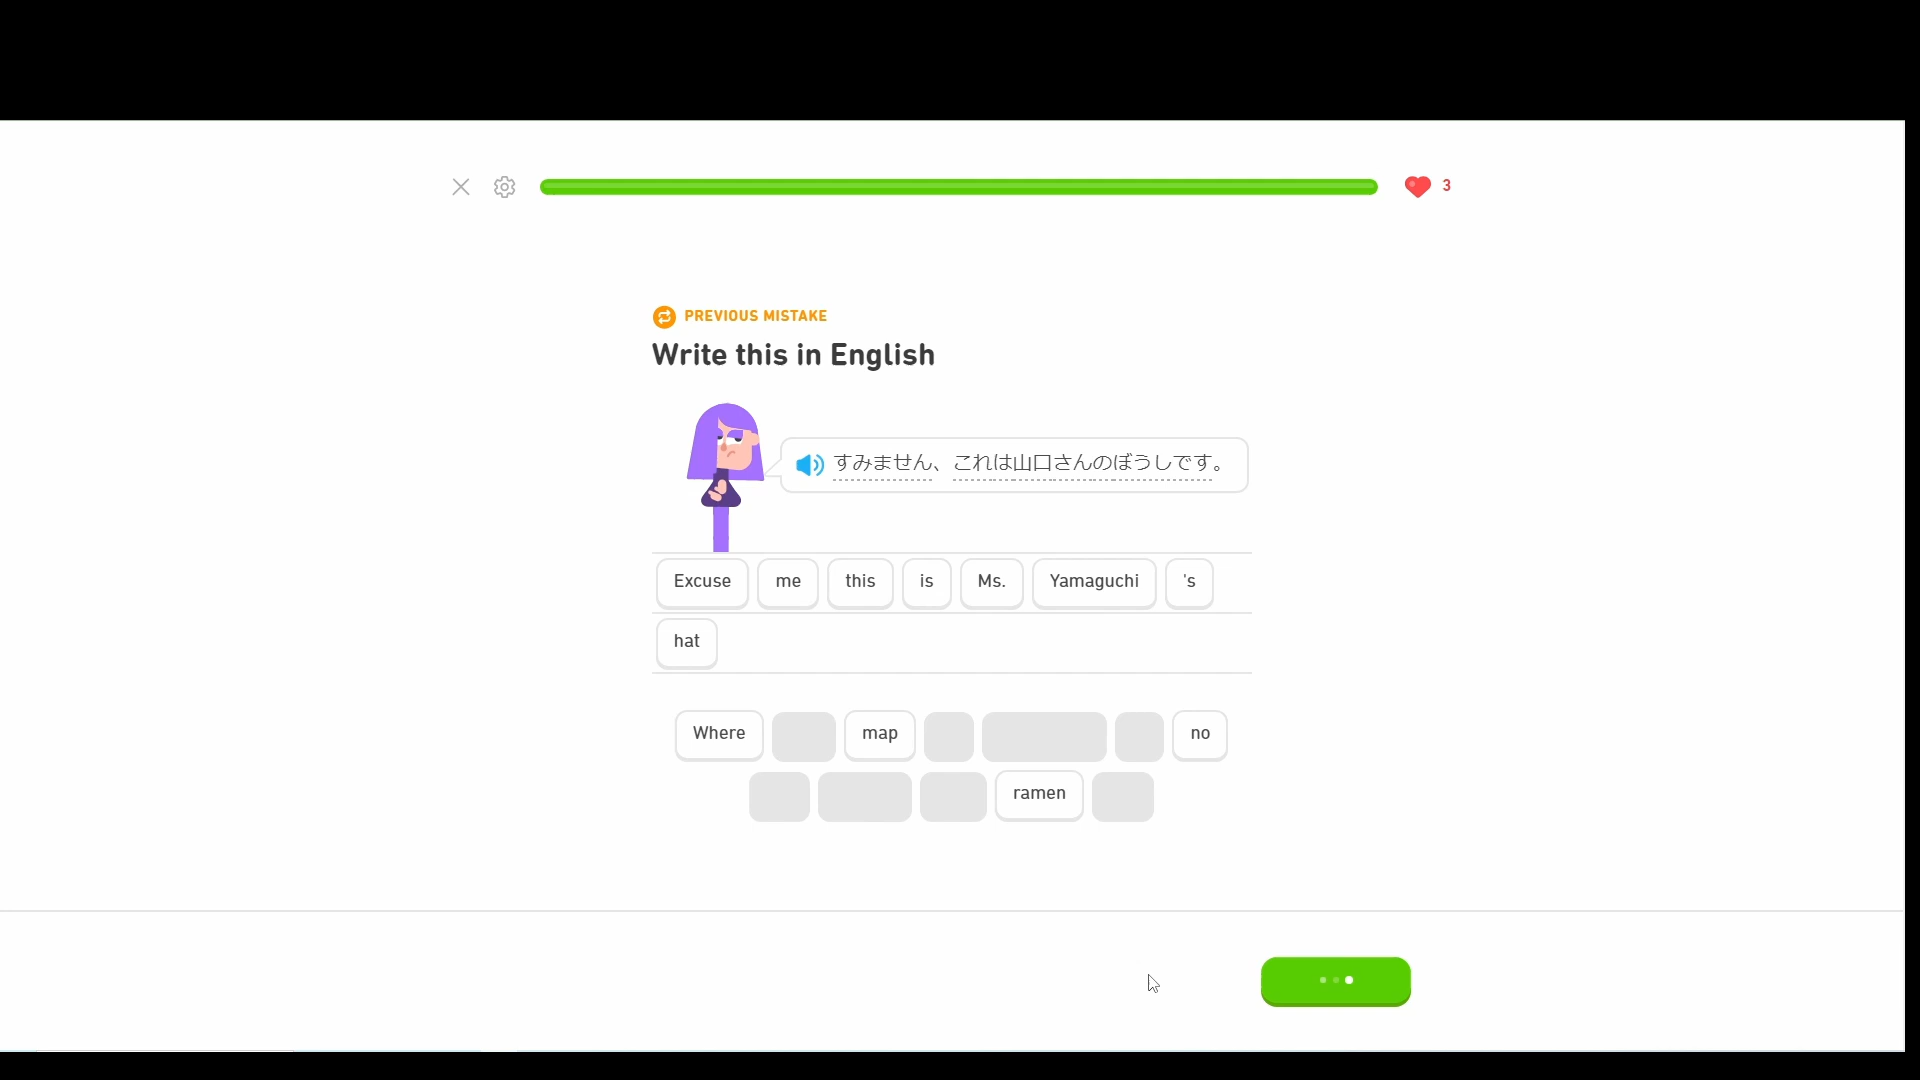 3
PREVIOUS MISTAKE
Write this in English
すみません、これは山口さんのぼうしです。
Excuse me this is Ms. Yamaguchi 's
hat
Where map no
ramen